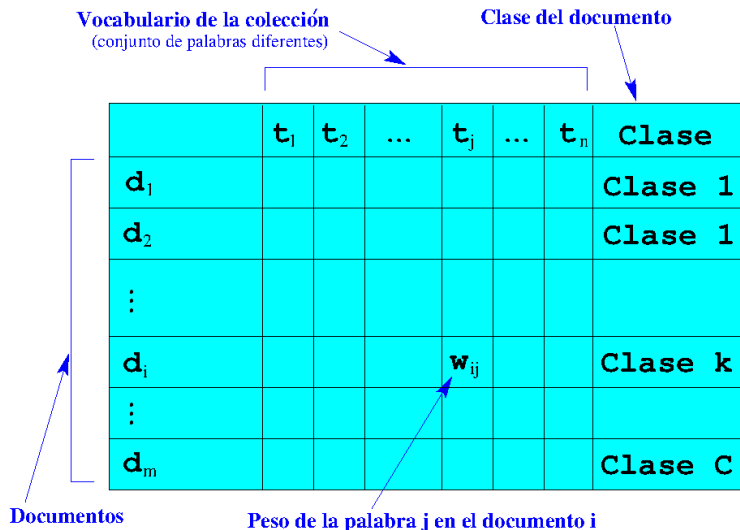 Vocabulario de la colección
(conjunto de palabras diferentes)
Clase del documento
t1 t2 ... tj ... tn Clase
d1 Clase 1
d2 Clase 1
⋮
di wij Clase k
⋮
dm Clase C
Documentos
Peso de la palabra j en el documento i